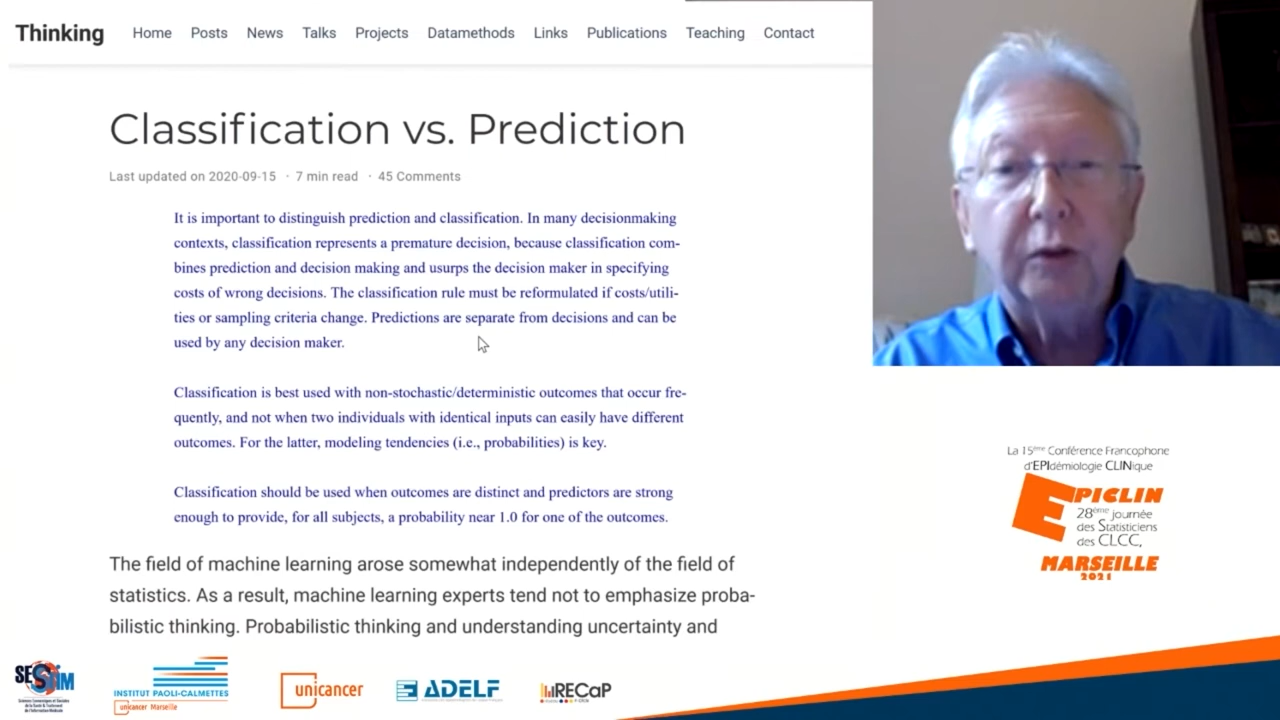 Thinking
Home Posts News Talks Projects Datamethods Links Publications Teaching Contact
Classification vs. Prediction
Last updated on 2020-09-15 · 7 min read · 45 Comments
It is important to distinguish prediction and classification. In many decisionmaking
contexts, classification represents a premature decision, because classification com-
bines prediction and decision making and usurps the decision maker in specifying
costs of wrong decisions. The classification rule must be reformulated if costs/utili-
ties or sampling criteria change. Predictions are separate from decisions and can be
used by any decision maker.
Classification is best used with non-stochastic/deterministic outcomes that occur fre-
quently, and not when two individuals with identical inputs can easily have different
outcomes. For the latter, modeling tendencies (i.e., probabilities) is key.
Classification should be used when outcomes are distinct and predictors are strong
enough to provide, for all subjects, a probability near 1.0 for one of the outcomes.
The field of machine learning arose somewhat independently of the field of
statistics. As a result, machine learning experts tend not to emphasize proba-
bilistic thinking. Probabilistic thinking and understanding uncertainty and
La 15ème Conférence Francophone
d'EPIdémiologie CLINique
EPICLIN
28ème journée
des Statisticiens
des CLCC,
MARSEILLE
2021
SESSTIM
INSTITUT PAOLI-CALMETTES
unicancer Marseille
unicancer
ADELF
RECaP